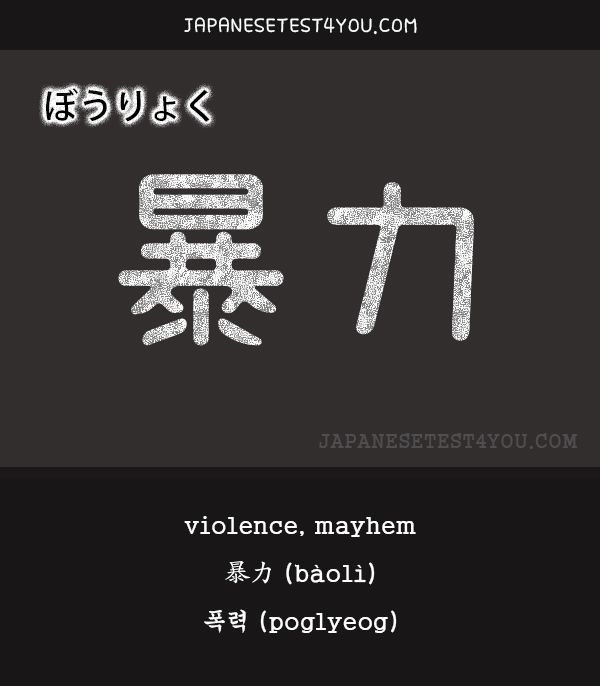 JAPANESETEST4YOU.COM
ぼうりょく
暴力
JAPANESETEST4YOU.COM
violence, mayhem
暴力 (bàolì)
폭력 (poglyeog)